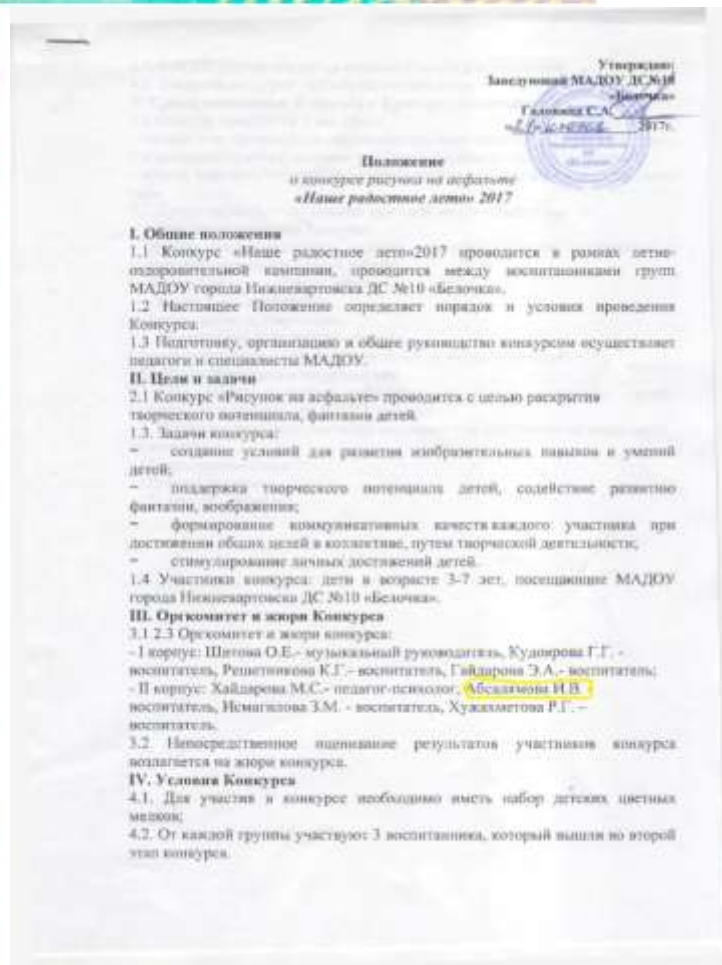 Утверждаю:
Заведующий МАДОУ ДС №10
«Белочка»
Галовина С.А.
2017г.
Положение
о конкурсе рисунка на асфальте
«Наше радостное лето» 2017
I. Общие положения
1.1 Конкурс «Наше радостное лето»2017 проводится в рамках летне-
оздоровительной кампании, проводится между воспитанниками групп
МАДОУ города Нижневартовска ДС №10 «Белочка».
1.2 Настоящее Положение определяет порядок и условия проведения
Конкурса.
1.3 Подготовку, организацию и общее руководство конкурсом осуществляет
педагоги и специалисты МАДОУ.
II. Цели и задачи
2.1 Конкурс «Рисунок на асфальте» проводится с целью раскрытия
творческого потенциала, фантазии детей.
1.3. Задачи конкурса:
– создание условий для развития изобразительных навыков и умений
детей;
– поддержка творческого потенциала детей, содействие развитию
фантазии, воображения;
– формирование коммуникативных качеств каждого участника при
достижении общих целей в коллективе, путем творческой деятельности;
– стимулирование личных достижений детей.
1.4 Участники конкурса: дети в возрасте 3-7 лет, посещающие МАДОУ
города Нижневартовска ДС №10 «Белочка».
III. Оргкомитет и жюри Конкурса
3.1 2.3 Оргкомитет и жюри конкурса:
- I корпус: Шитова О.Е.- музыкальный руководитель, Кудоярова Г.Г. -
воспитатель, Решетникова К.Г.- воспитатель, Гайдарова Э.А.- воспитатель;
- II корпус: Хайдарова М.С.- педагог-психолог, Абсалямова И.В. -
воспитатель, Исмагилова З.М. - воспитатель, Хужахметова Р.Г. –
воспитатель.
3.2 Непосредственное оценивание результатов участников конкурса
возлагается на жюри конкурса.
IV. Условия Конкурса
4.1. Для участия в конкурсе необходимо иметь набор детских цветных
мелков;
4.2. От каждой группы участвуют 3 воспитанника, который вышли во второй
этап конкурса.